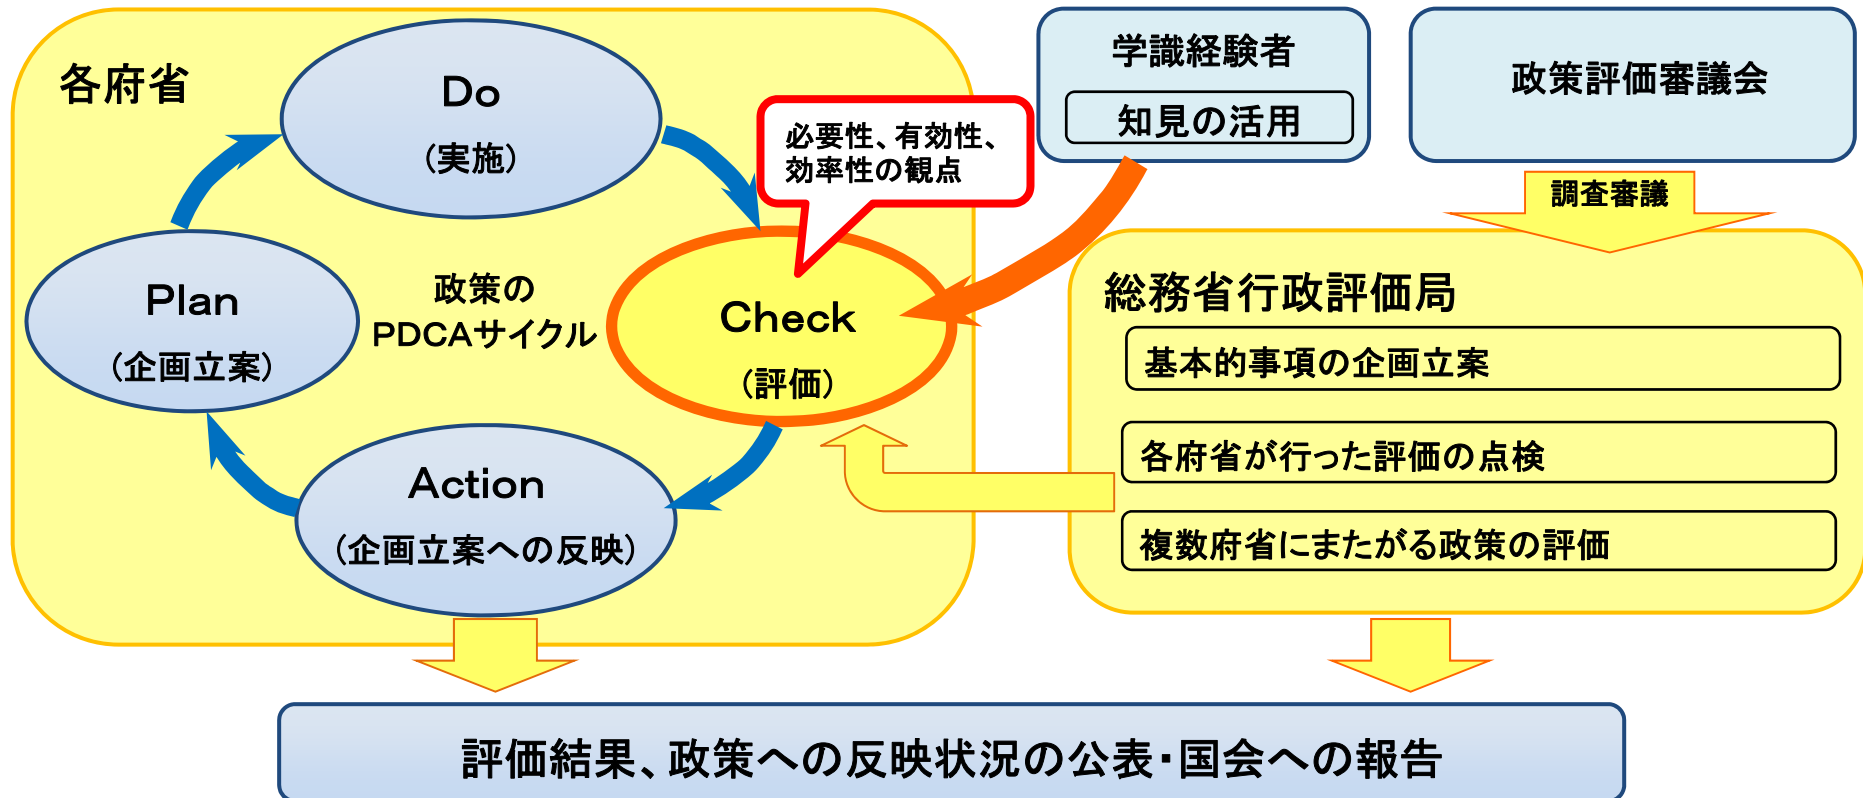 各府省
Do
(実施)
必要性、有効性、
効率性の観点
Plan
(企画立案)
政策の
PDCAサイクル
Check
(評価)
Action
(企画立案への反映)
学識経験者
知見の活用
政策評価審議会
調査審議
総務省行政評価局
基本的事項の企画立案
各府省が行った評価の点検
複数府省にまたがる政策の評価
評価結果、政策への反映状況の公表・国会への報告